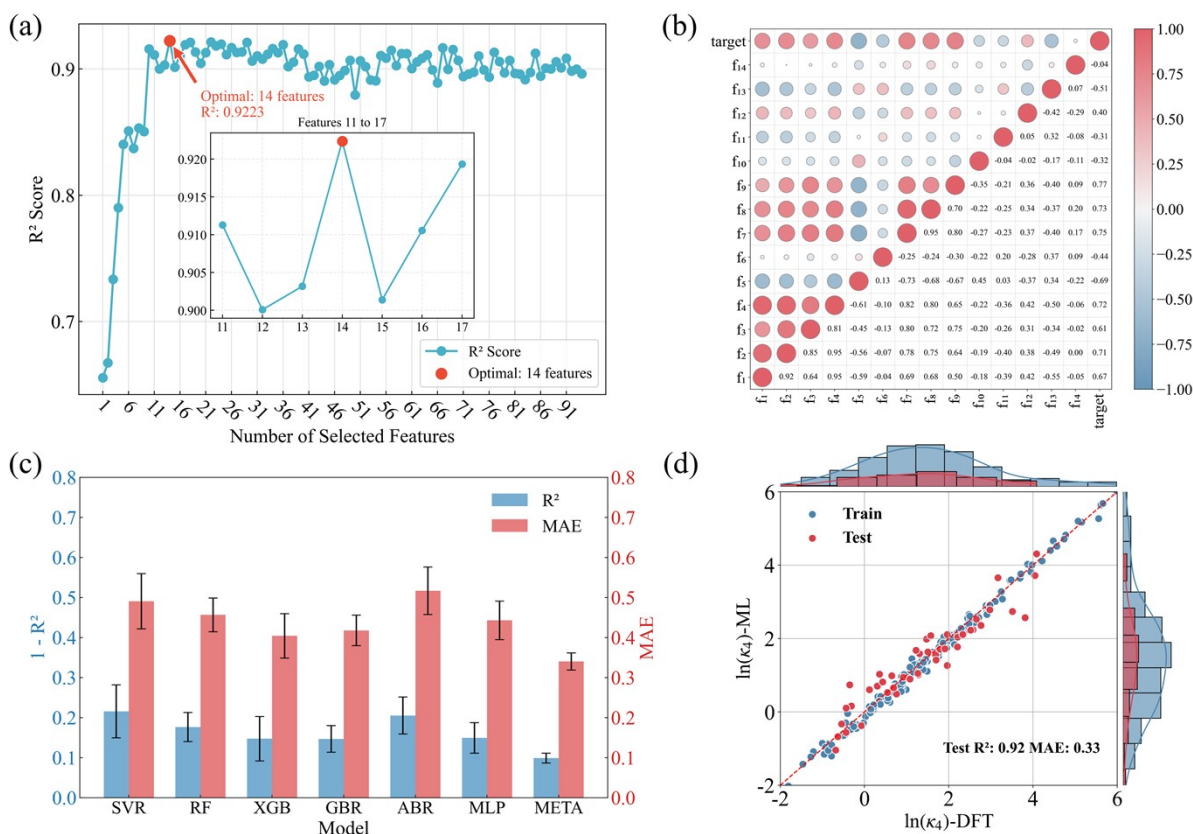 (a)
R² Score
0.9
0.8
0.7
Optimal: 14 features
R²: 0.9223
Features 11 to 17
0.920
0.915
0.910
0.905
0.900
11 12 13 14 15 16 17
R² Score
Optimal: 14 features
1 6 11 16 21 26 31 36 41 46 51 56 61 66 71 76 81 86 91
Number of Selected Features
(b)
target
f₁₄ -0.04
f₁₃ 0.07 -0.51
f₁₂ -0.42 -0.29 0.40
f₁₁ 0.05 0.32 -0.08 -0.31
f₁₀ -0.04 -0.02 -0.17 -0.11 -0.32
f₉ -0.35 -0.21 0.36 -0.40 0.09 0.77
f₈ 0.70 -0.22 -0.25 0.34 -0.37 0.20 0.73
f₇ 0.95 0.80 -0.27 -0.23 0.37 -0.40 0.17 0.75
f₆ -0.25 -0.24 -0.30 -0.22 0.20 -0.28 0.37 0.09 -0.44
f₅ 0.13 -0.73 -0.68 -0.67 0.45 0.03 -0.37 0.34 -0.22 -0.69
f₄ -0.61 -0.10 0.82 0.80 0.65 -0.22 -0.36 0.42 -0.50 -0.06 0.72
f₃ 0.81 -0.45 -0.13 0.80 0.72 0.75 -0.20 -0.26 0.31 -0.34 -0.02 0.61
f₂ 0.85 0.95 -0.56 -0.07 0.78 0.75 0.64 -0.19 -0.40 0.38 -0.49 0.00 0.71
f₁ 0.92 0.64 0.95 -0.59 -0.04 0.69 0.68 0.50 -0.18 -0.39 0.42 -0.55 -0.05 0.67
f₁ f₂ f₃ f₄ f₅ f₆ f₇ f₈ f₉ f₁₀ f₁₁ f₁₂ f₁₃ f₁₄ target
1.00
0.75
0.50
0.25
0.00
−0.25
−0.50
−0.75
−1.00
(c)
1 - R²
0.8
0.7
0.6
0.5
0.4
0.3
0.2
0.1
0.0
R²
MAE
0.8
0.7
0.6
0.5
0.4
0.3
0.2
0.1
0.0
MAE
SVR RF XGB GBR ABR MLP META
Model
(d)
ln(κ₄)-ML
6
4
2
0
-2
Train
Test
Test R²: 0.92 MAE: 0.33
-2 0 2 4 6
ln(κ₄)-DFT